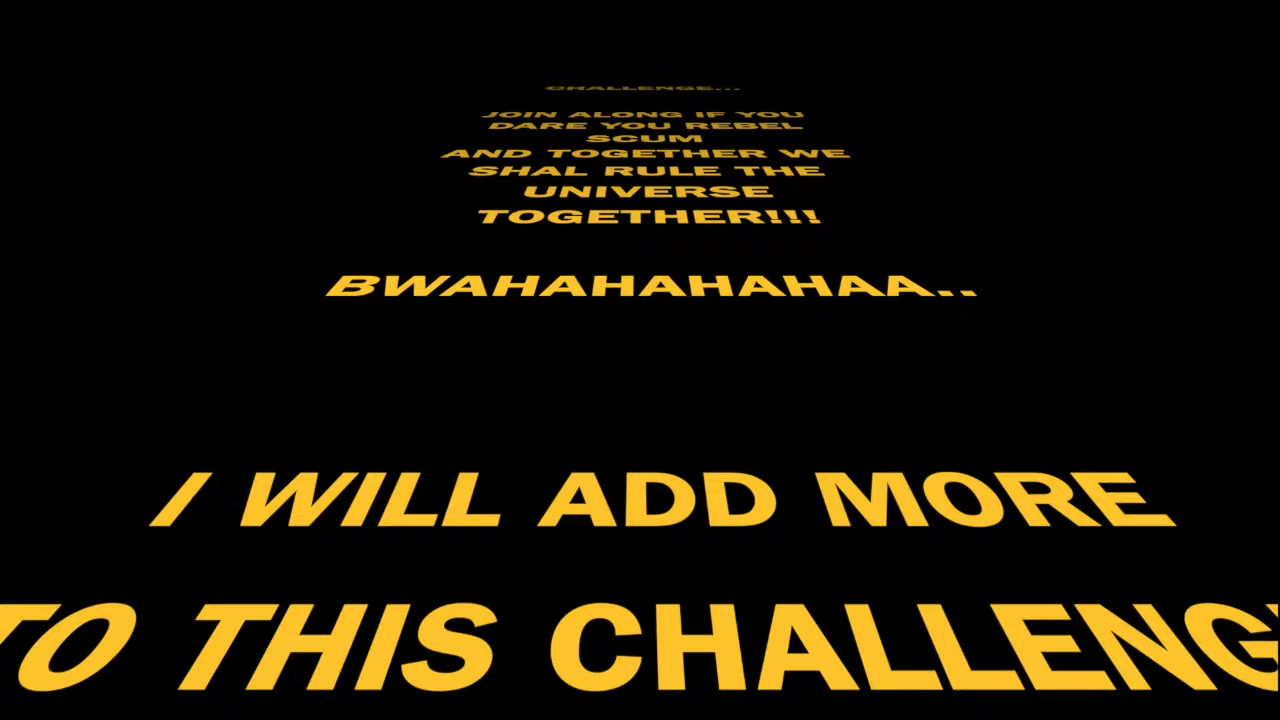 CHALLENGE...
JOIN ALONG IF YOU
DARE YOU REBEL
SCUM
AND TOGETHER WE
SHAL RULE THE
UNIVERSE
TOGETHER!!!
BWAHAHAHAHAA..
I WILL ADD MORE
TO THIS CHALLENG